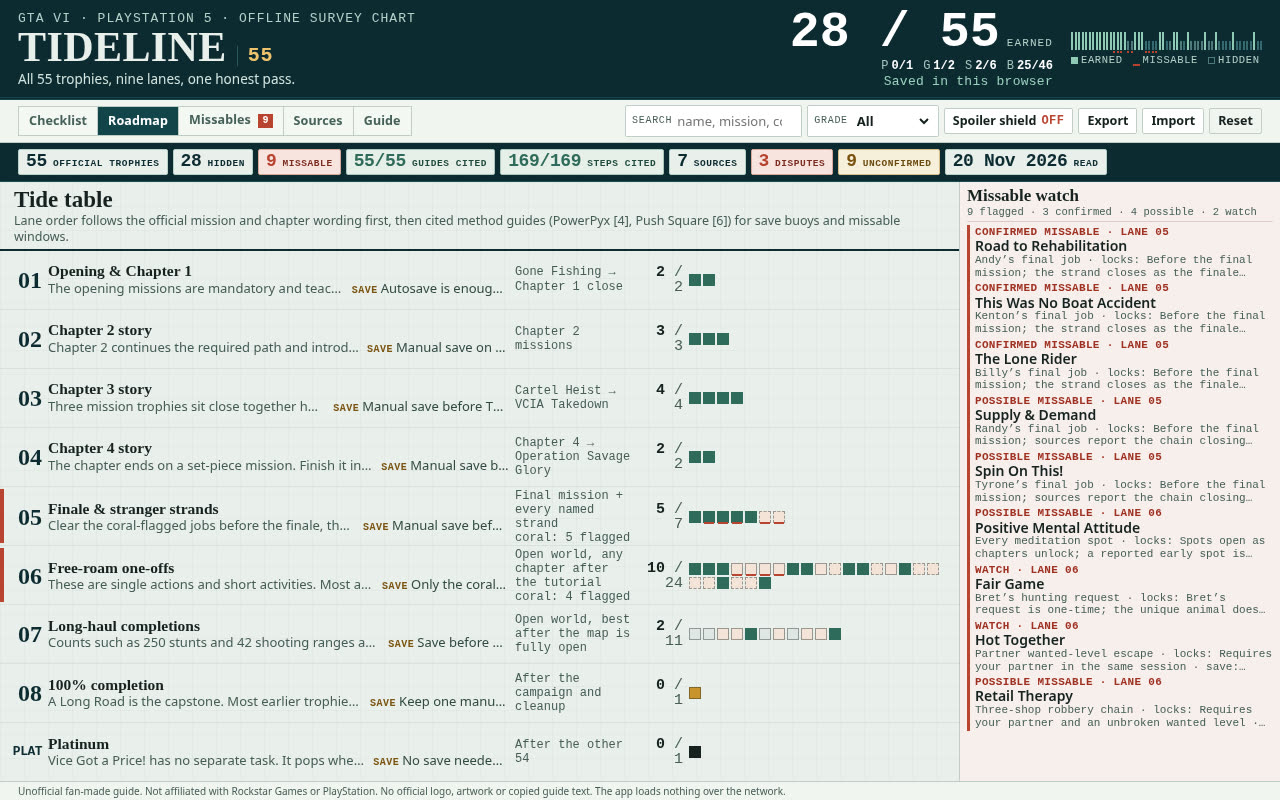 GTA VI · PLAYSTATION 5 · OFFLINE SURVEY CHART
TIDELINE 55
All 55 trophies, nine lanes, one honest pass.
28 / 55 EARNED
P 0/1 G 1/2 S 2/6 B 25/46
Saved in this browser
EARNED MISSABLE HIDDEN
Checklist Roadmap Missables 9 Sources Guide
SEARCH name, mission, cc
GRADE All
Spoiler shield OFF Export Import Reset
55 OFFICIAL TROPHIES 28 HIDDEN 9 MISSABLE 55/55 GUIDES CITED 169/169 STEPS CITED 7 SOURCES 3 DISPUTES 9 UNCONFIRMED 20 Nov 2026 READ
Tide table
Lane order follows the official mission and chapter wording first, then cited method guides (PowerPyx [4], Push Square [6]) for save buoys and missable
windows.
01 Opening & Chapter 1
The opening missions are mandatory and teac… SAVE Autosave is enoug…
Gone Fishing →
Chapter 1 close
2 / 2
02 Chapter 2 story
Chapter 2 continues the required path and introd… SAVE Manual save on …
Chapter 2
missions
3 / 3
03 Chapter 3 story
Three mission trophies sit close together h… SAVE Manual save before T…
Cartel Heist →
VCIA Takedown
4 / 4
04 Chapter 4 story
The chapter ends on a set-piece mission. Finish it in… SAVE Manual save b…
Chapter 4 →
Operation Savage
Glory
2 / 2
05 Finale & stranger strands
Clear the coral-flagged jobs before the finale, th… SAVE Manual save bef…
Final mission +
every named
strand
coral: 5 flagged
5 / 7
06 Free-roam one-offs
These are single actions and short activities. Most a… SAVE Only the coral…
Open world, any
chapter after
the tutorial
coral: 4 flagged
10 / 24
07 Long-haul completions
Counts such as 250 stunts and 42 shooting ranges a… SAVE Save before …
Open world, best
after the map is
fully open
2 / 11
08 100% completion
A Long Road is the capstone. Most earlier trophie… SAVE Keep one manu…
After the
campaign and
cleanup
0 / 1
PLAT Platinum
Vice Got a Price! has no separate task. It pops whe… SAVE No save neede…
After the other
54
0 / 1
Missable watch
9 flagged · 3 confirmed · 4 possible · 2 watch
CONFIRMED MISSABLE · LANE 05
Road to Rehabilitation
Andy’s final job · locks: Before the final
mission; the strand closes as the finale…
CONFIRMED MISSABLE · LANE 05
This Was No Boat Accident
Kenton’s final job · locks: Before the final
mission; the strand closes as the finale…
CONFIRMED MISSABLE · LANE 05
The Lone Rider
Billy’s final job · locks: Before the final
mission; the strand closes as the finale…
POSSIBLE MISSABLE · LANE 05
Supply & Demand
Randy’s final job · locks: Before the final
mission; sources report the chain closing…
POSSIBLE MISSABLE · LANE 05
Spin On This!
Tyrone’s final job · locks: Before the final
mission; sources report the chain closing…
POSSIBLE MISSABLE · LANE 06
Positive Mental Attitude
Every meditation spot · locks: Spots open as
chapters unlock; a reported early spot is…
WATCH · LANE 06
Fair Game
Bret’s hunting request · locks: Bret’s
request is one-time; the unique animal does…
WATCH · LANE 06
Hot Together
Partner wanted-level escape · locks: Requires
your partner in the same session · save:…
POSSIBLE MISSABLE · LANE 06
Retail Therapy
Three-shop robbery chain · locks: Requires
your partner and an unbroken wanted level ·…
Unofficial fan-made guide. Not affiliated with Rockstar Games or PlayStation. No official logo, artwork or copied guide text. The app loads nothing over the network.